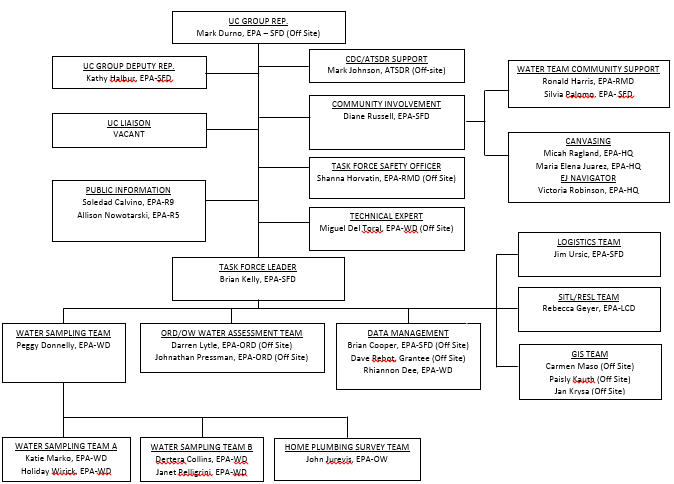 UC GROUP REP.
Mark Durno, EPA – SFD (Off Site)
UC GROUP DEPUTY REP.
Kathy Halbur, EPA-SFD
UC LIAISON
VACANT
PUBLIC INFORMATION
Soledad Calvino, EPA-R9
Allison Nowotarski, EPA-R5
CDC/ATSDR SUPPORT
Mark Johnson, ATSDR (Off-site)
COMMUNITY INVOLVEMENT
Diane Russell, EPA-SFD
TASK FORCE SAFETY OFFICER
Shanna Horvatin, EPA-RMD (Off Site)
TECHNICAL EXPERT
Miguel Del Toral, EPA-WD (Off Site)
WATER TEAM COMMUNITY SUPPORT
Ronald Harris, EPA-RMD
Silvia Palomo, EPA- SFD
CANVASING
Micah Ragland, EPA-HQ
Maria Elena Juarez, EPA-HQ
EJ NAVIGATOR
Victoria Robinson, EPA-HQ
TASK FORCE LEADER
Brian Kelly, EPA-SFD
LOGISTICS TEAM
Jim Ursic, EPA-SFD
SITL/RESL TEAM
Rebecca Geyer, EPA-LCD
GIS TEAM
Carmen Maso (Off Site)
Paisly Kauth (Off Site)
Jan Krysa (Off Site)
WATER SAMPLING TEAM
Peggy Donnelly, EPA-WD
ORD/OW WATER ASSESSMENT TEAM
Darren Lytle, EPA-ORD (Off Site)
Johnathan Pressman, EPA-ORD (Off Site)
DATA MANAGEMENT
Brian Cooper, EPA-SFD (Off Site)
Dave Rehot, Grantee (Off Site)
Rhiannon Dee, EPA-WD
WATER SAMPLING TEAM A
Katie Marko, EPA-WD
Holiday Wirick, EPA-WD
WATER SAMPLING TEAM B
Dertera Collins, EPA-WD
Janet Pelligrini, EPA-WD
HOME PLUMBING SURVEY TEAM
John Jurevis, EPA-OW